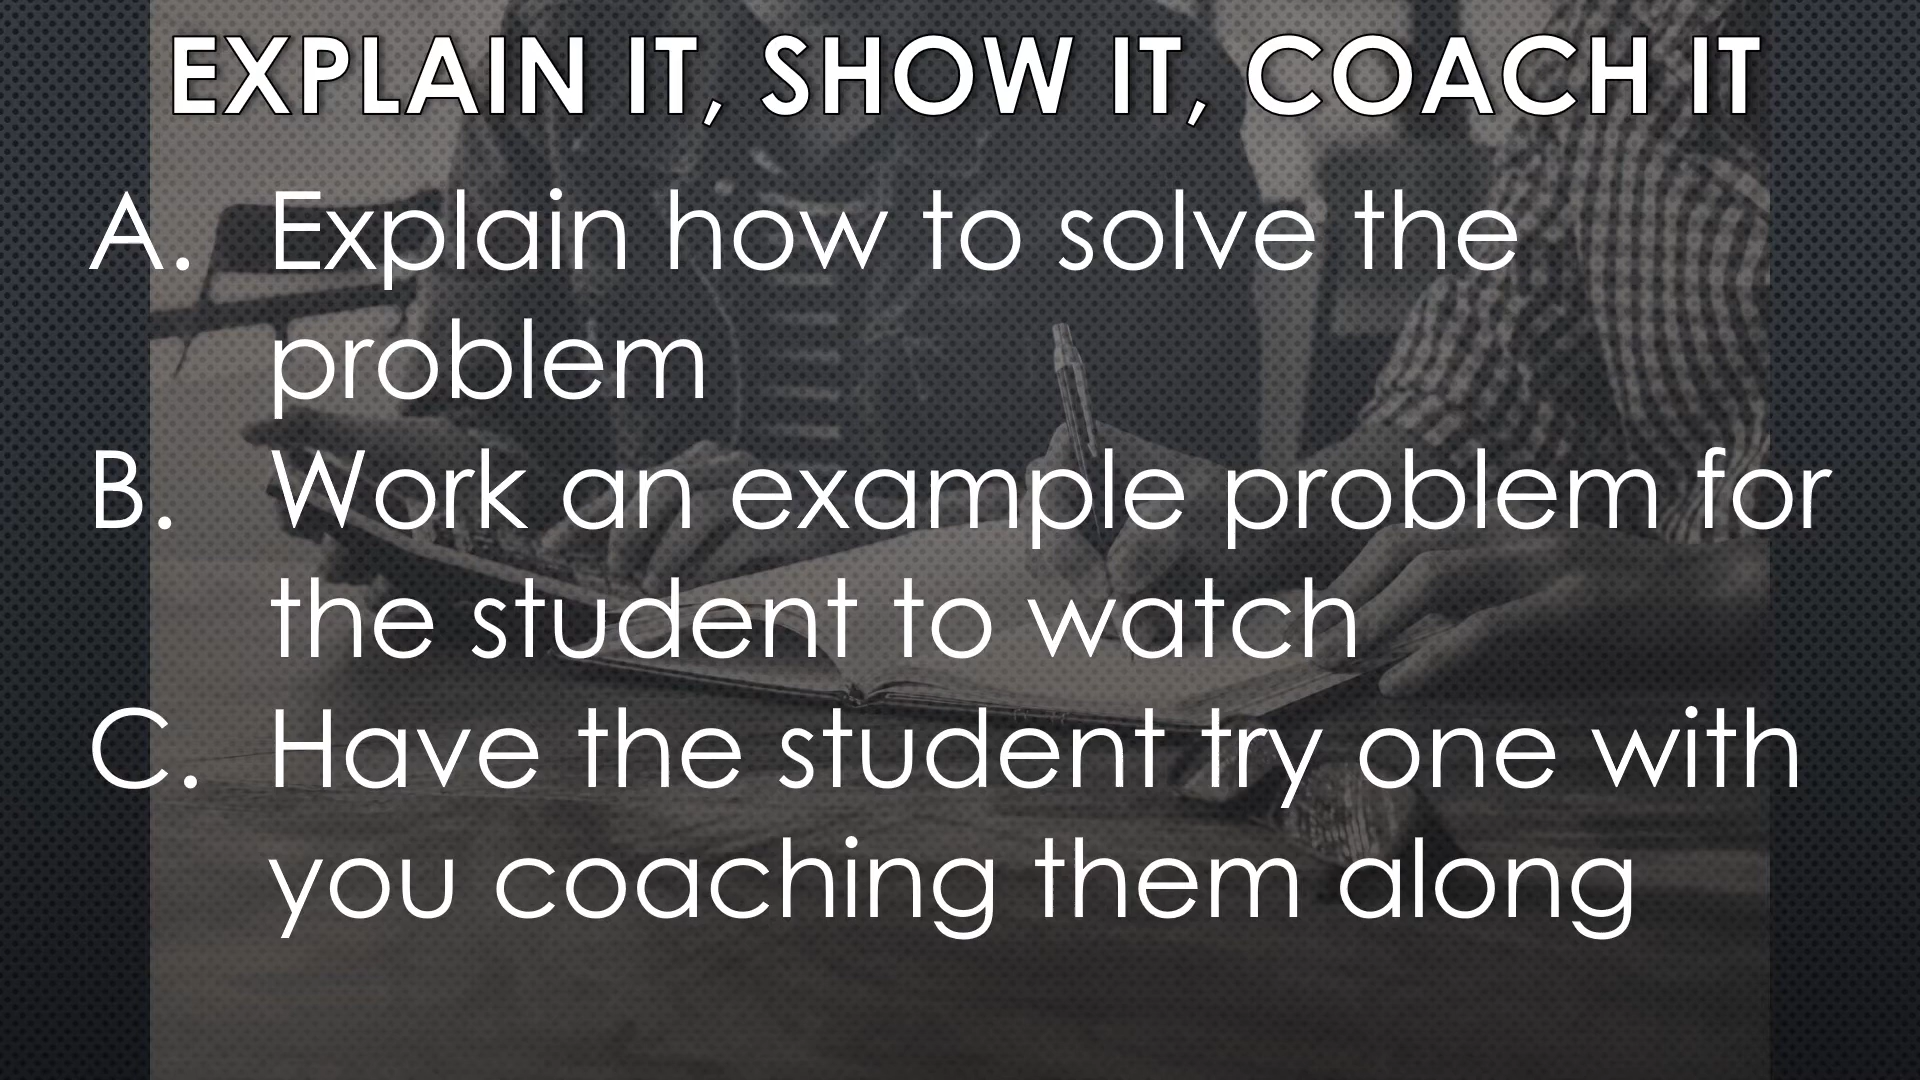 EXPLAIN IT, SHOW IT, COACH IT
A. Explain how to solve the
problem
B. Work an example problem for
the student to watch
C. Have the student try one with
you coaching them along